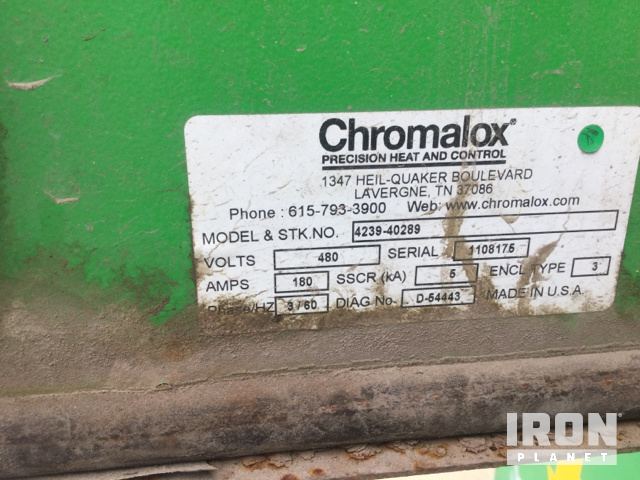 Chromalox®
PRECISION HEAT AND CONTROL
1347 HEIL-QUAKER BOULEVARD
LAVERGNE, TN 37086
Phone : 615-793-3900 Web: www.chromalox.com
MODEL & STK.NO. 4239-40289
VOLTS 480 SERIAL 1108175
AMPS 180 SSCR (kA) 5 ENCL TYPE 3
Phase/HZ 3 / 60 DIAG No. D-54443 MADE IN U.S.A.
IRON
PLANET